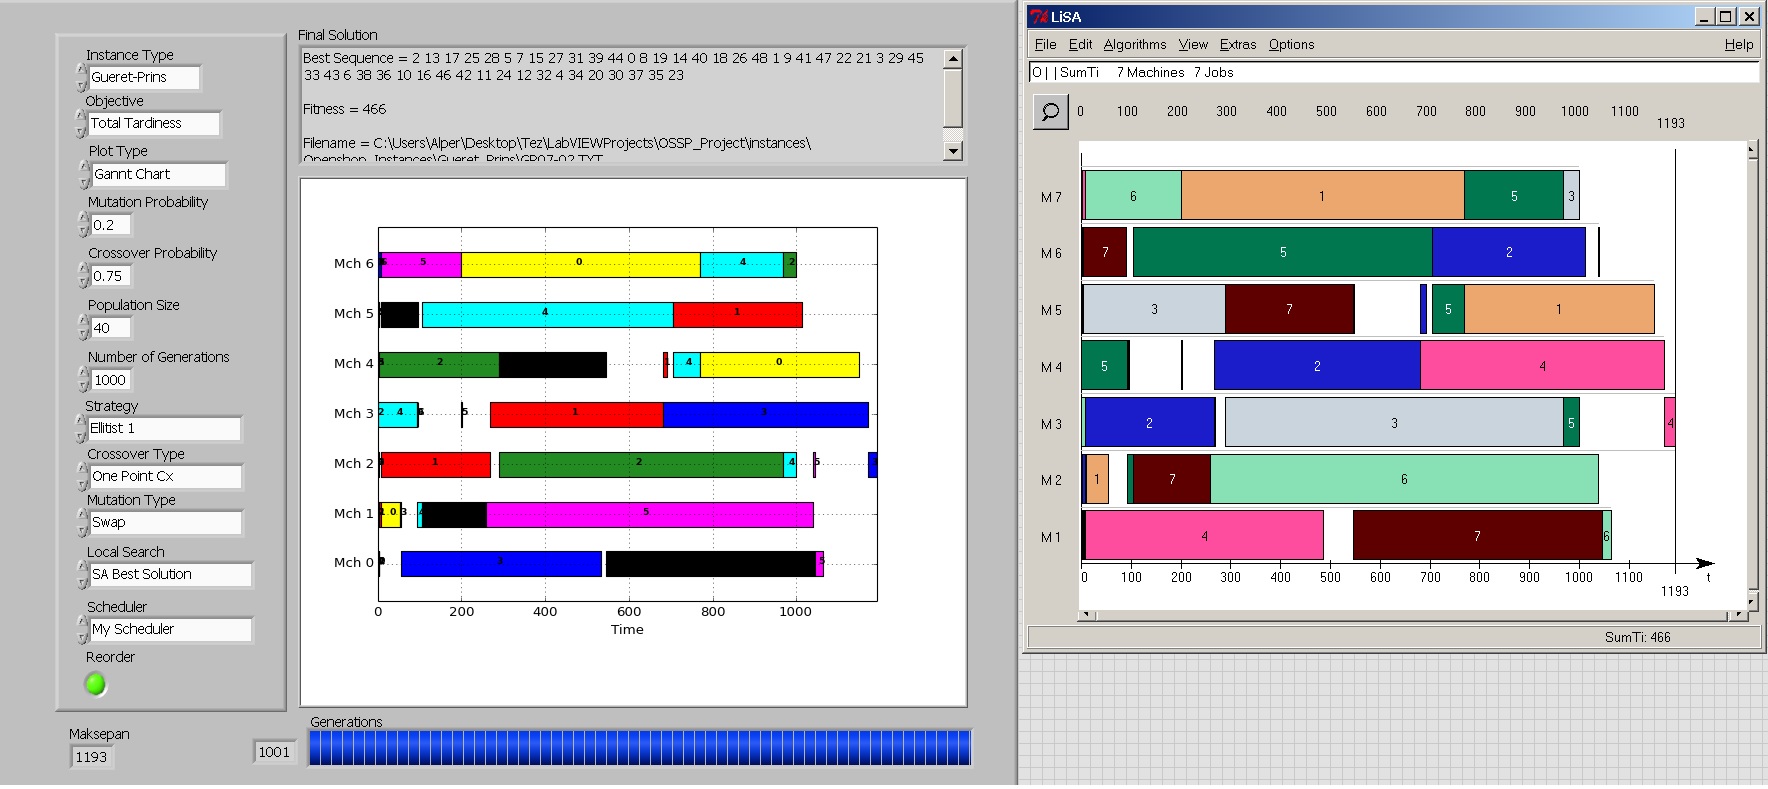 Instance Type
Gueret-Prins
Objective
Total Tardiness
Plot Type
Gannt Chart
Mutation Probability
0.2
Crossover Probability
0.75
Population Size
40
Number of Generations
1000
Strategy
Ellitist 1
Crossover Type
One Point Cx
Mutation Type
Swap
Local Search
SA Best Solution
Scheduler
My Scheduler
Reorder
Maksepan
1193
1001
Final Solution
Best Sequence = 2 13 17 25 28 5 7 15 27 31 39 44 0 8 19 14 40 18 26 48 1 9 41 47 22 21 3 29 45
33 43 6 38 36 10 16 46 42 11 24 12 32 4 34 20 30 37 35 23
Fitness = 466
Filename = C:\Users\Alper\Desktop\Tez\LabVIEWProjects\OSSP_Project\instances\
Openshop_Instances\Gueret_Prins\GP07-02.TXT
Mch 6 5 0 4 2
Mch 5 4 1
Mch 4 2 4 0
Mch 3 2 4 5 1 3
Mch 2 1 2 4 5
Mch 1 1 0 3 5
Mch 0 3 5
0 200 400 600 800 1000
Time
Generations
LiSA
File Edit Algorithms View Extras Options Help
O | | SumTi 7 Machines 7 Jobs
0 100 200 300 400 500 600 700 800 900 1000 1100
1193
M 7 6 1 5 3
M 6 7 5 2
M 5 3 7 5 1
M 4 5 2 4
M 3 2 3 5 4
M 2 1 7 6
M 1 4 7 6
0 100 200 300 400 500 600 700 800 900 1000 1100 t
1193
SumTi: 466